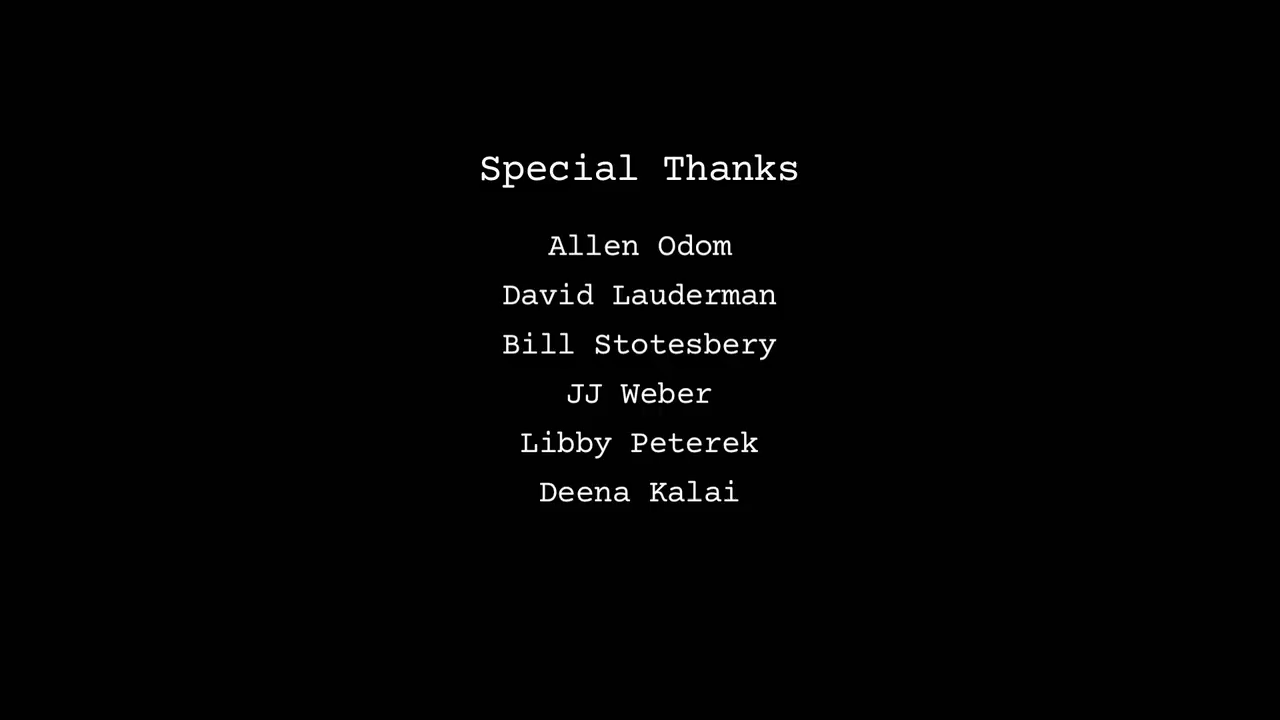 Special Thanks
Allen Odom
David Lauderman
Bill Stotesbery
JJ Weber
Libby Peterek
Deena Kalai